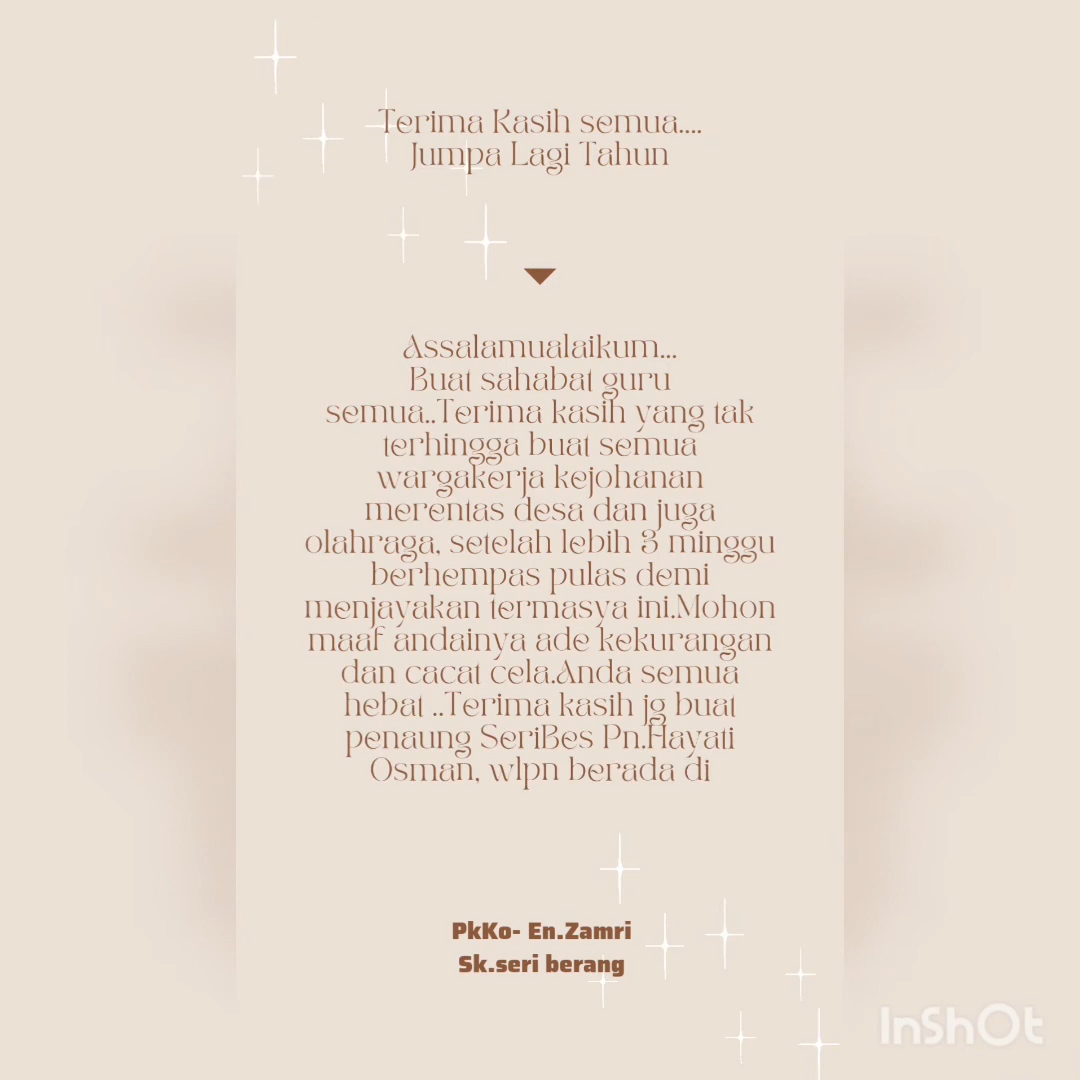 Terima Kasih semua....
Jumpa Lagi Tahun
Assalamualaikum...
Buat sahabat guru
semua..Terima kasih yang tak
terhingga buat semua
wargakerja kejohanan
merentas desa dan juga
olahraga, setelah lebih 3 minggu
berhempas pulas demi
menjayakan termasya ini.Mohon
maaf andainya ade kekurangan
dan cacat cela.Anda semua
hebat ..Terima kasih jg buat
penaung SeriBes Pn.Hayati
Osman, wlpn berada di
PkKo- En.Zamri
Sk.seri berang
InShOt